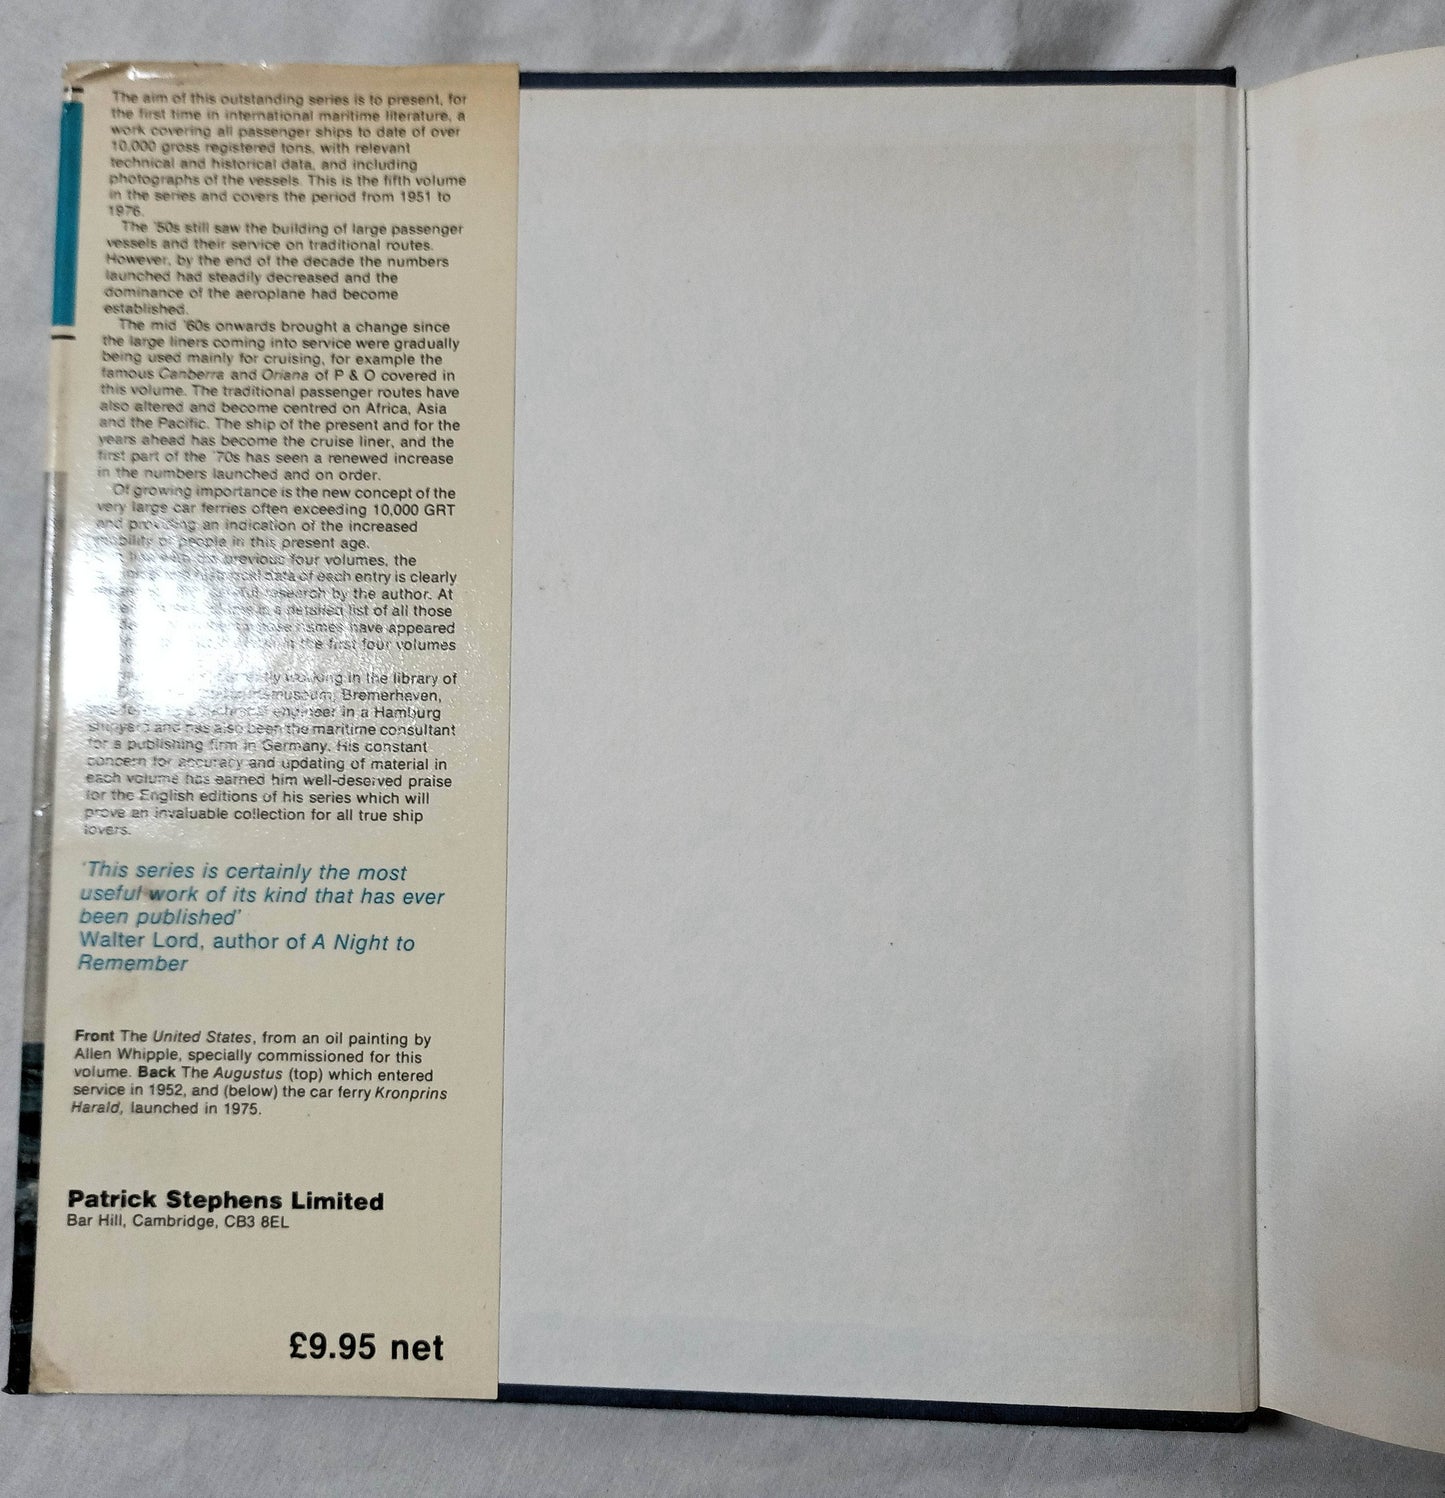 The aim of this outstanding series is to present, for
the first time in international maritime literature, a
work covering all passenger ships to date of over
10,000 gross registered tons, with relevant
technical and historical data, and including
photographs of the vessels. This is the fifth volume
in the series and covers the period from 1951 to
1976.
The '50s still saw the building of large passenger
vessels and their service on traditional routes.
However, by the end of the decade the numbers
launched had steadily decreased and the
dominance of the aeroplane had become
established.
The mid '60s onwards brought a change since
the large liners coming into service were gradually
being used mainly for cruising, for example the
famous Canberra and Oriana of P & O covered in
this volume. The traditional passenger routes have
also altered and become centred on Africa, Asia
and the Pacific. The ship of the present and for the
years ahead has become the cruise liner, and the
first part of the '70s has seen a renewed increase
in the numbers launched and on order.
Of growing importance is the new concept of the
very large car ferries often exceeding 10,000 GRT
and providing an indication of the increased
mobility of people in this present age.
previous four volumes, the
data of each entry is clearly
research by the author. At
a detailed list of all those
names have appeared
in the first four volumes
working in the library of
Bremerhaven,
engineer in a Hamburg
shipyard and has also been the maritime consultant
for a publishing firm in Germany. His constant
concern for accuracy and updating of material in
each volume has earned him well-deserved praise
for the English editions of his series which will
prove an invaluable collection for all true ship
lovers.
'This series is certainly the most
useful work of its kind that has ever
been published'
Walter Lord, author of A Night to
Remember
Front The United States, from an oil painting by
Allen Whipple, specially commissioned for this
volume. Back The Augustus (top) which entered
service in 1952, and (below) the car ferry Kronprins
Harald, launched in 1975.
Patrick Stephens Limited
Bar Hill, Cambridge, CB3 8EL
£9.95 net